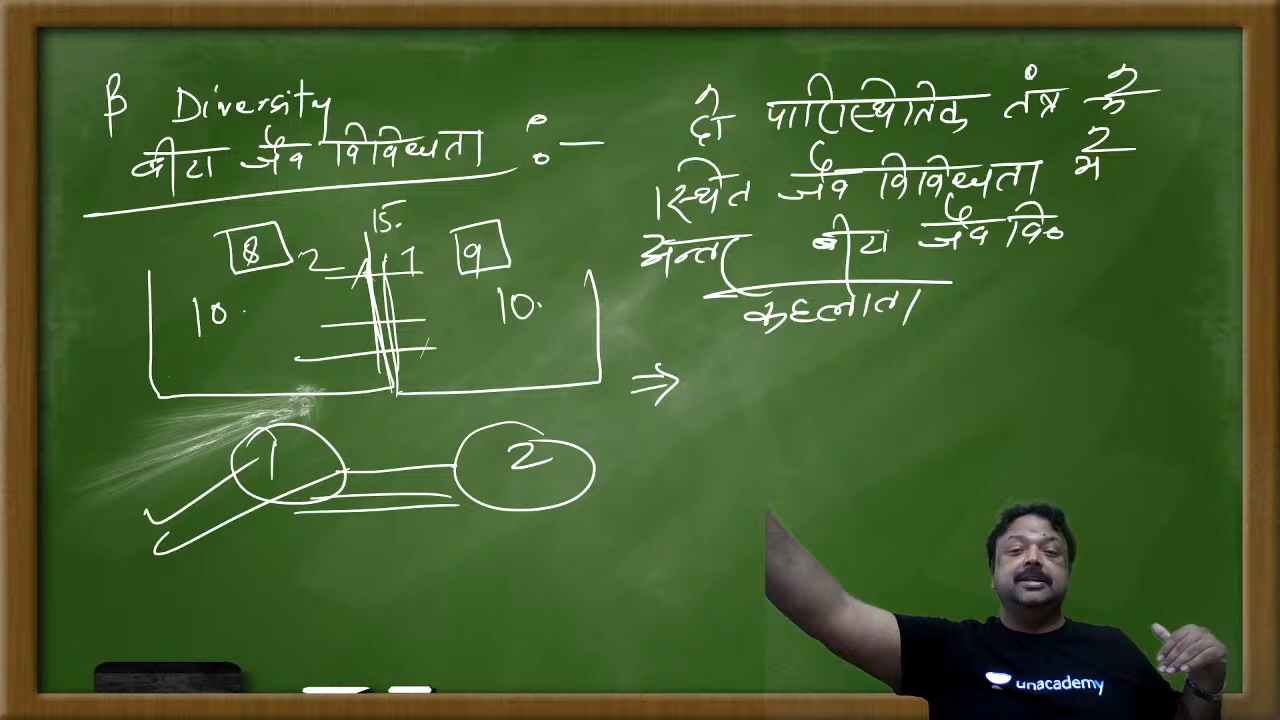 β Diversity
बीटा जैव विविधता :-
दो पारिस्थितिक तंत्र के
स्थित जैव विविधता में
अन्तर बीटा जैव वि०
कहलाता
15.
8 2 1 9
10. 10.
⇒
1 2
unacademy